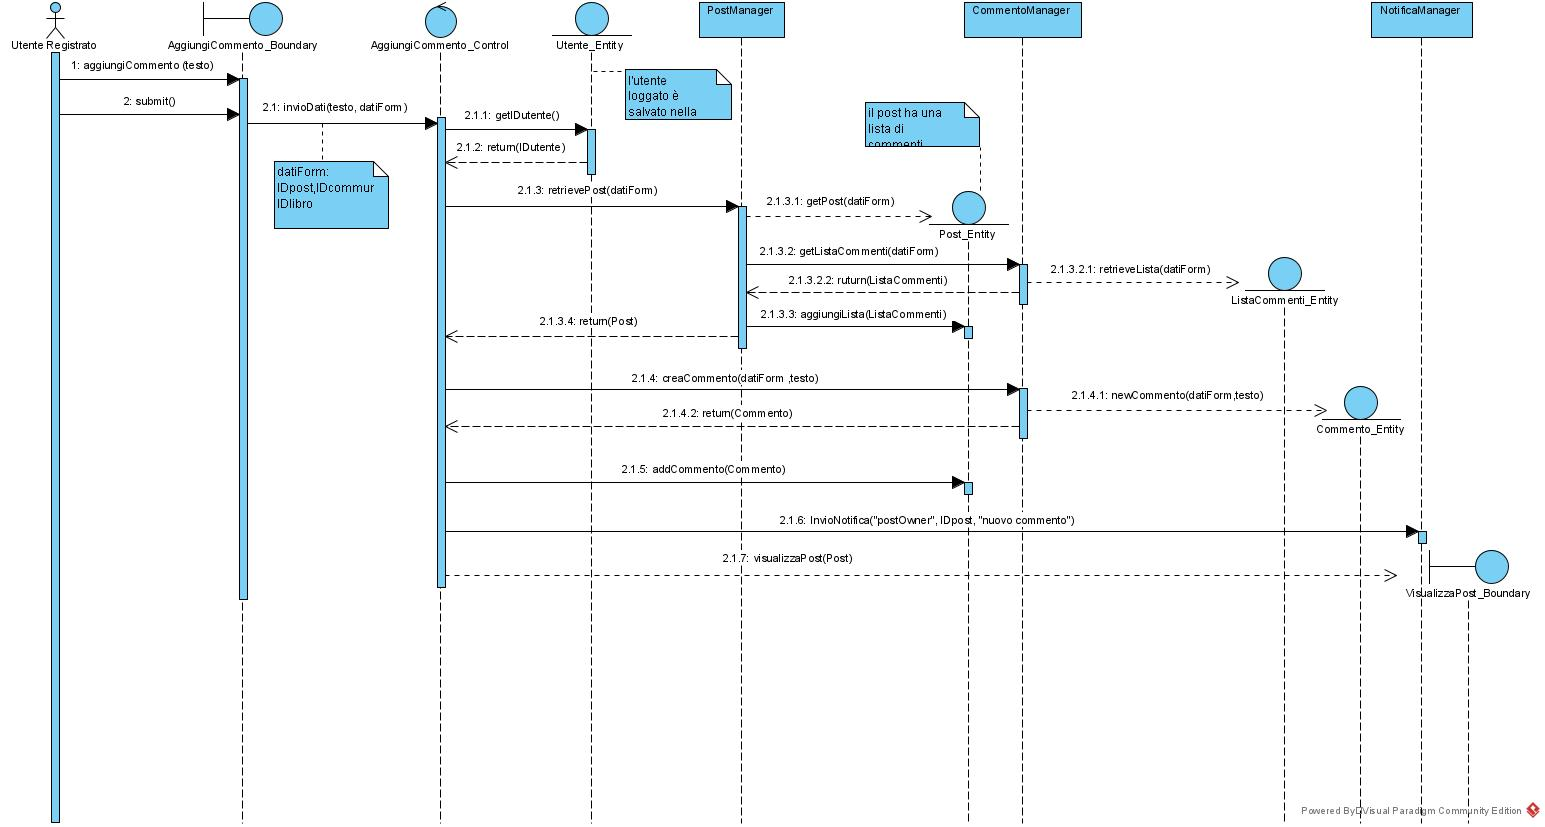 PostManager
CommentoManager
NotificaManager
Utente Registrato
AggiungiCommento_Boundary
AggiungiCommento_Control
Utente_Entity
1: aggiungiCommento (testo)
2: submit()
2.1: invioDati(testo, datiForm)
l'utente
loggato è
salvato nella
il post ha una
lista di
commenti
2.1.1: getIDutente()
2.1.2: return(IDutente)
datiForm:
IDpost,IDcommur
IDlibro
2.1.3: retrievePost(datiForm)
2.1.3.1: getPost(datiForm)
Post_Entity
2.1.3.2: getListaCommenti(datiForm)
2.1.3.2.1: retrieveLista(datiForm)
2.1.3.2.2: ruturn(ListaCommenti)
ListaCommenti_Entity
2.1.3.3: aggiungiLista(ListaCommenti)
2.1.3.4: return(Post)
2.1.4: creaCommento(datiForm ,testo)
2.1.4.1: newCommento(datiForm,testo)
2.1.4.2: return(Commento)
Commento_Entity
2.1.5: addCommento(Commento)
2.1.6: InvioNotifica("postOwner", IDpost, "nuovo commento")
2.1.7: visualizzaPost(Post)
VisualizzaPost_Boundary
Powered By Visual Paradigm Community Edition